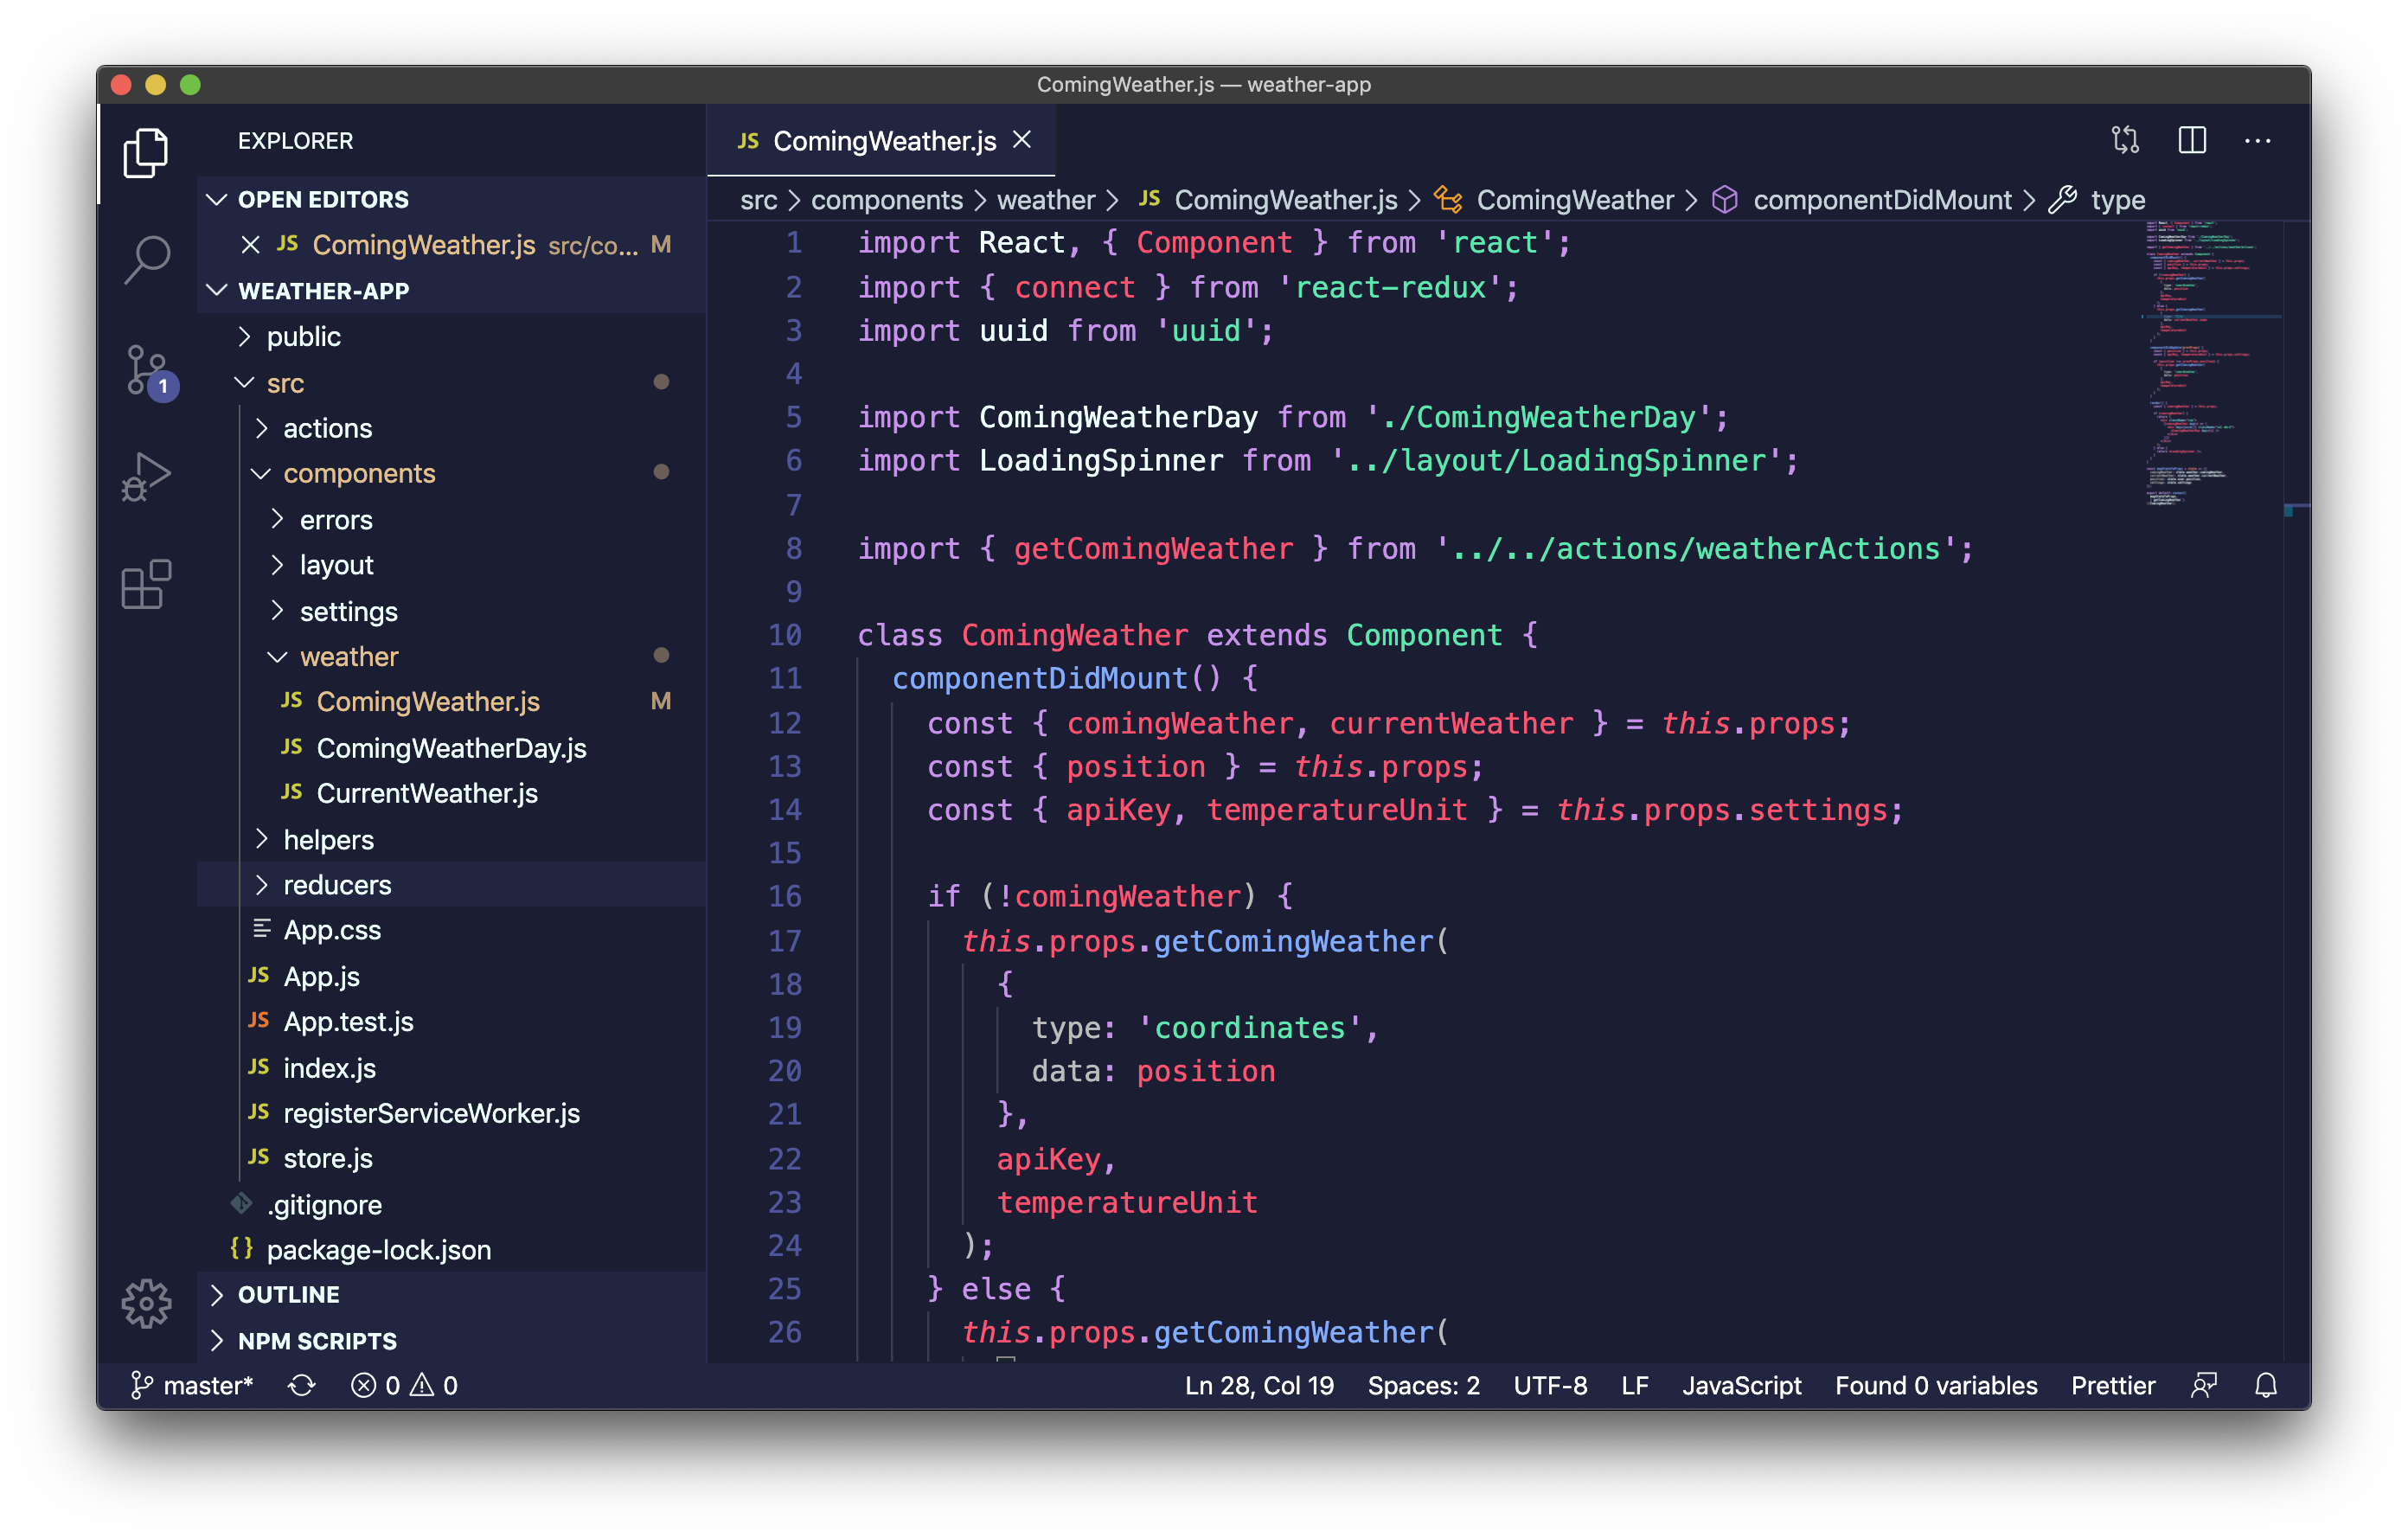 ComingWeather.js — weather-app
EXPLORER
OPEN EDITORS
JS ComingWeather.js src/co... M
WEATHER-APP
public
src
actions
components
errors
layout
settings
weather
JS ComingWeather.js M
JS ComingWeatherDay.js
JS CurrentWeather.js
helpers
reducers
App.css
JS App.js
JS App.test.js
JS index.js
JS registerServiceWorker.js
JS store.js
.gitignore
{} package-lock.json
OUTLINE
NPM SCRIPTS
1
JS ComingWeather.js
src > components > weather > JS ComingWeather.js > ComingWeather > componentDidMount > type
1 import React, { Component } from 'react';
2 import { connect } from 'react-redux';
3 import uuid from 'uuid';
4
5 import ComingWeatherDay from './ComingWeatherDay';
6 import LoadingSpinner from '../layout/LoadingSpinner';
7
8 import { getComingWeather } from '../../actions/weatherActions';
9
10 class ComingWeather extends Component {
11 componentDidMount() {
12 const { comingWeather, currentWeather } = this.props;
13 const { position } = this.props;
14 const { apiKey, temperatureUnit } = this.props.settings;
15
16 if (!comingWeather) {
17 this.props.getComingWeather(
18 {
19 type: 'coordinates',
20 data: position
21 },
22 apiKey,
23 temperatureUnit
24 );
25 } else {
26 this.props.getComingWeather(
master* 0 0 Ln 28, Col 19 Spaces: 2 UTF-8 LF JavaScript Found 0 variables Prettier